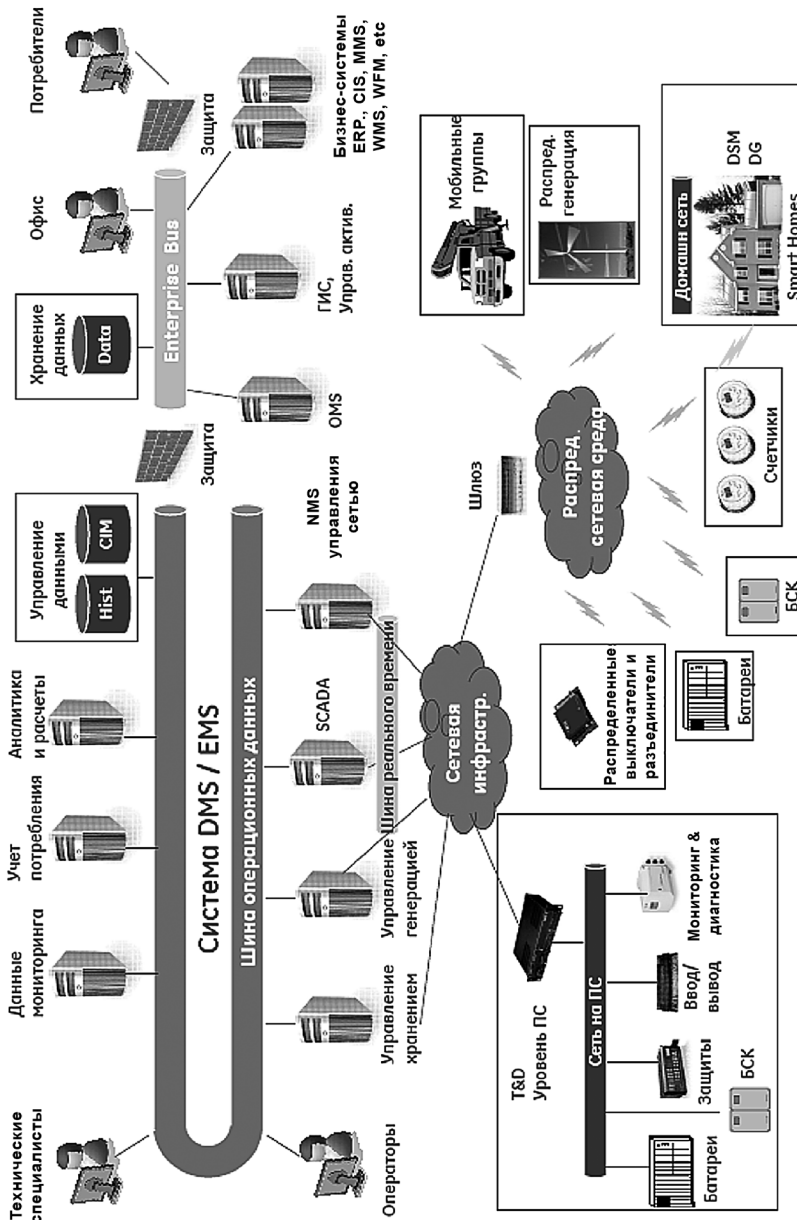 Технические
специалисты
Данные
мониторинга
Учет
потребления
Аналитика
и расчеты
Управление
данными
Hist
CIM
Хранение
данных
Data
Офис
Потребители
Защита
Защита
Enterprise Bus
Система DMS / EMS
Шина операционных данных
OMS
ГИС,
Управ. актив.
Бизнес-системы
ERP., CIS, MMS,
WMS, WFM, etc
Операторы
Управление
хранением
Управление
генерацией
SCADA
NMS
управления
сетью
Шина реального времени
Сетевая
инфрастр.
Шлюз
Распред.
сетевая среда
Мобильные
группы
Распред.
генерация
Домашн сеть
DSM
DG
Smart Homes
Счетчики
БСК
Батареи
Распределенные
выключатели и
разъединители
T&D
Уровень ПС
Сеть на ПС
Батареи
БСК
Защиты
Ввод/
вывод
Мониторинг &
диагностика